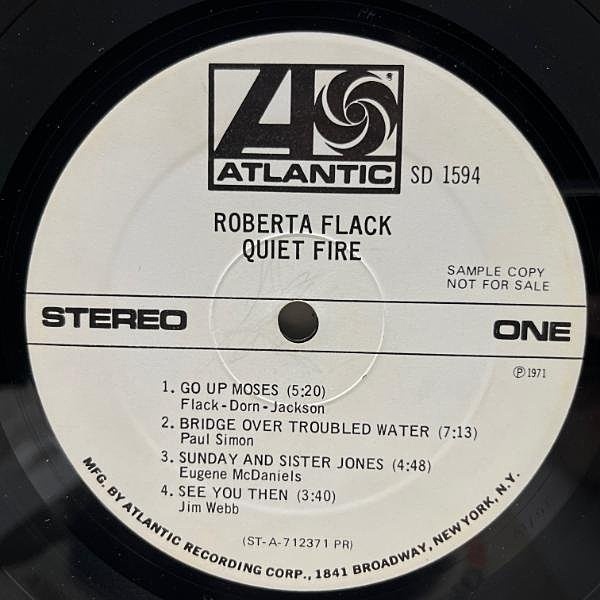 ATLANTIC
SD 1594
ROBERTA FLACK
QUIET FIRE
SAMPLE COPY
NOT FOR SALE
STEREO
ONE
Ⓟ1971
1. GO UP MOSES (5:20)
Flack-Dorn-Jackson
2. BRIDGE OVER TROUBLED WATER (7:13)
Paul Simon
3. SUNDAY AND SISTER JONES (4:48)
Eugene McDaniels
4. SEE YOU THEN (3:40)
Jim Webb
(ST-A-712371 PR)
MFG. BY ATLANTIC RECORDING CORP., 1841 BROADWAY, NEW YORK, N.Y.